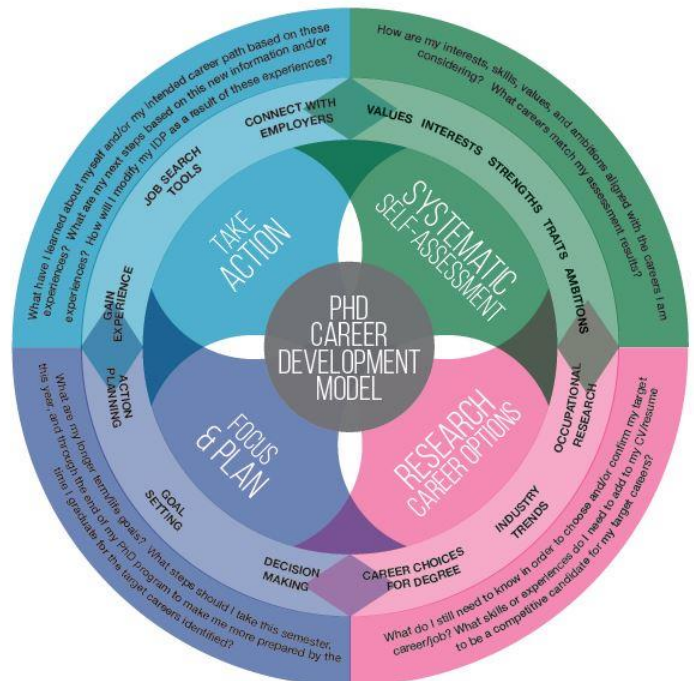 PHD
CAREER
DEVELOPMENT
MODEL
SYSTEMATIC
SELF-ASSESSMENT
VALUES INTERESTS STRENGTHS TRAITS AMBITIONS
How are my interests, skills, values, and ambitions aligned with the careers I am
considering? What careers match my assessment results?
RESEARCH
CAREER OPTIONS
OCCUPATIONAL
RESEARCH
INDUSTRY
TRENDS
CAREER CHOICES
FOR DEGREE
What do I still need to know in order to choose and/or confirm my target
career/job? What skills or experiences do I need to add to my CV/resume
to be a competitive candidate for my target careers?
FOCUS
& PLAN
DECISION
MAKING
GOAL
SETTING
ACTION
PLANNING
What are my longer term/life goals? What steps should I take this semester,
this year, and through the end of my PhD program to make me more prepared by the
time I graduate for the target careers identified?
TAKE
ACTION
GAIN
EXPERIENCE
JOB SEARCH
TOOLS
CONNECT WITH
EMPLOYERS
What have I learned about myself and/or my intended career path based on these
experiences? What are my next steps based on this new information and/or
experiences? How will I modify my IDP as a result of these experiences?